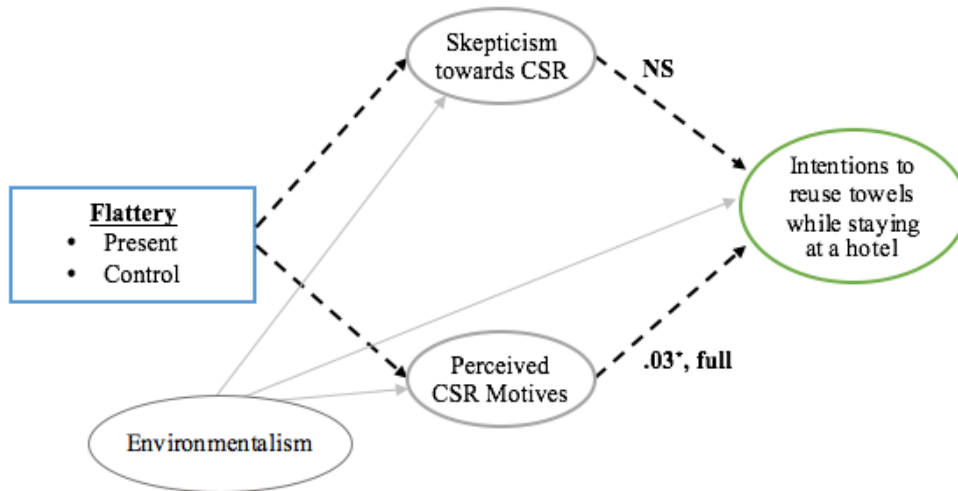 Skepticism
towards CSR
NS
Intentions to
reuse towels
while staying
at a hotel
Flattery
• Present
• Control
Perceived
CSR Motives
.03*, full
Environmentalism